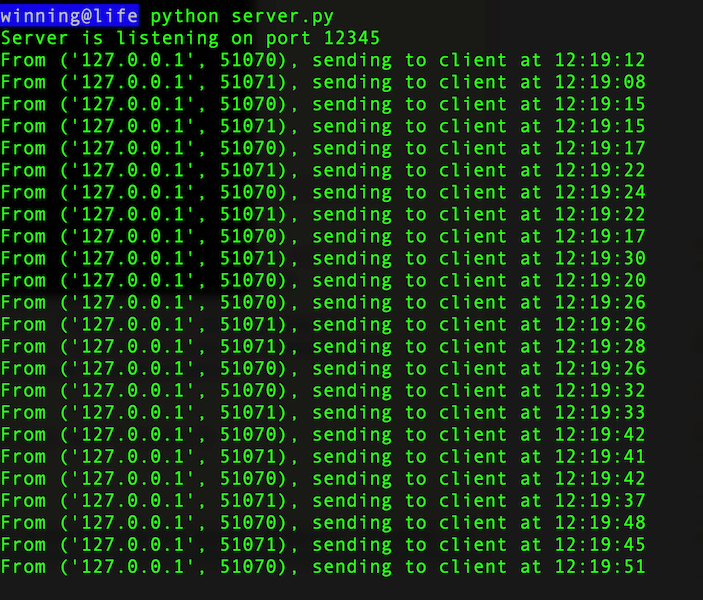 winning@life python server.py
Server is listening on port 12345
From ('127.0.0.1', 51070), sending to client at 12:19:12
From ('127.0.0.1', 51071), sending to client at 12:19:08
From ('127.0.0.1', 51070), sending to client at 12:19:15
From ('127.0.0.1', 51071), sending to client at 12:19:15
From ('127.0.0.1', 51070), sending to client at 12:19:17
From ('127.0.0.1', 51071), sending to client at 12:19:22
From ('127.0.0.1', 51070), sending to client at 12:19:24
From ('127.0.0.1', 51071), sending to client at 12:19:22
From ('127.0.0.1', 51070), sending to client at 12:19:17
From ('127.0.0.1', 51071), sending to client at 12:19:30
From ('127.0.0.1', 51070), sending to client at 12:19:20
From ('127.0.0.1', 51070), sending to client at 12:19:26
From ('127.0.0.1', 51071), sending to client at 12:19:26
From ('127.0.0.1', 51071), sending to client at 12:19:28
From ('127.0.0.1', 51070), sending to client at 12:19:26
From ('127.0.0.1', 51070), sending to client at 12:19:32
From ('127.0.0.1', 51071), sending to client at 12:19:33
From ('127.0.0.1', 51070), sending to client at 12:19:42
From ('127.0.0.1', 51071), sending to client at 12:19:41
From ('127.0.0.1', 51070), sending to client at 12:19:42
From ('127.0.0.1', 51071), sending to client at 12:19:37
From ('127.0.0.1', 51070), sending to client at 12:19:48
From ('127.0.0.1', 51071), sending to client at 12:19:45
From ('127.0.0.1', 51070), sending to client at 12:19:51